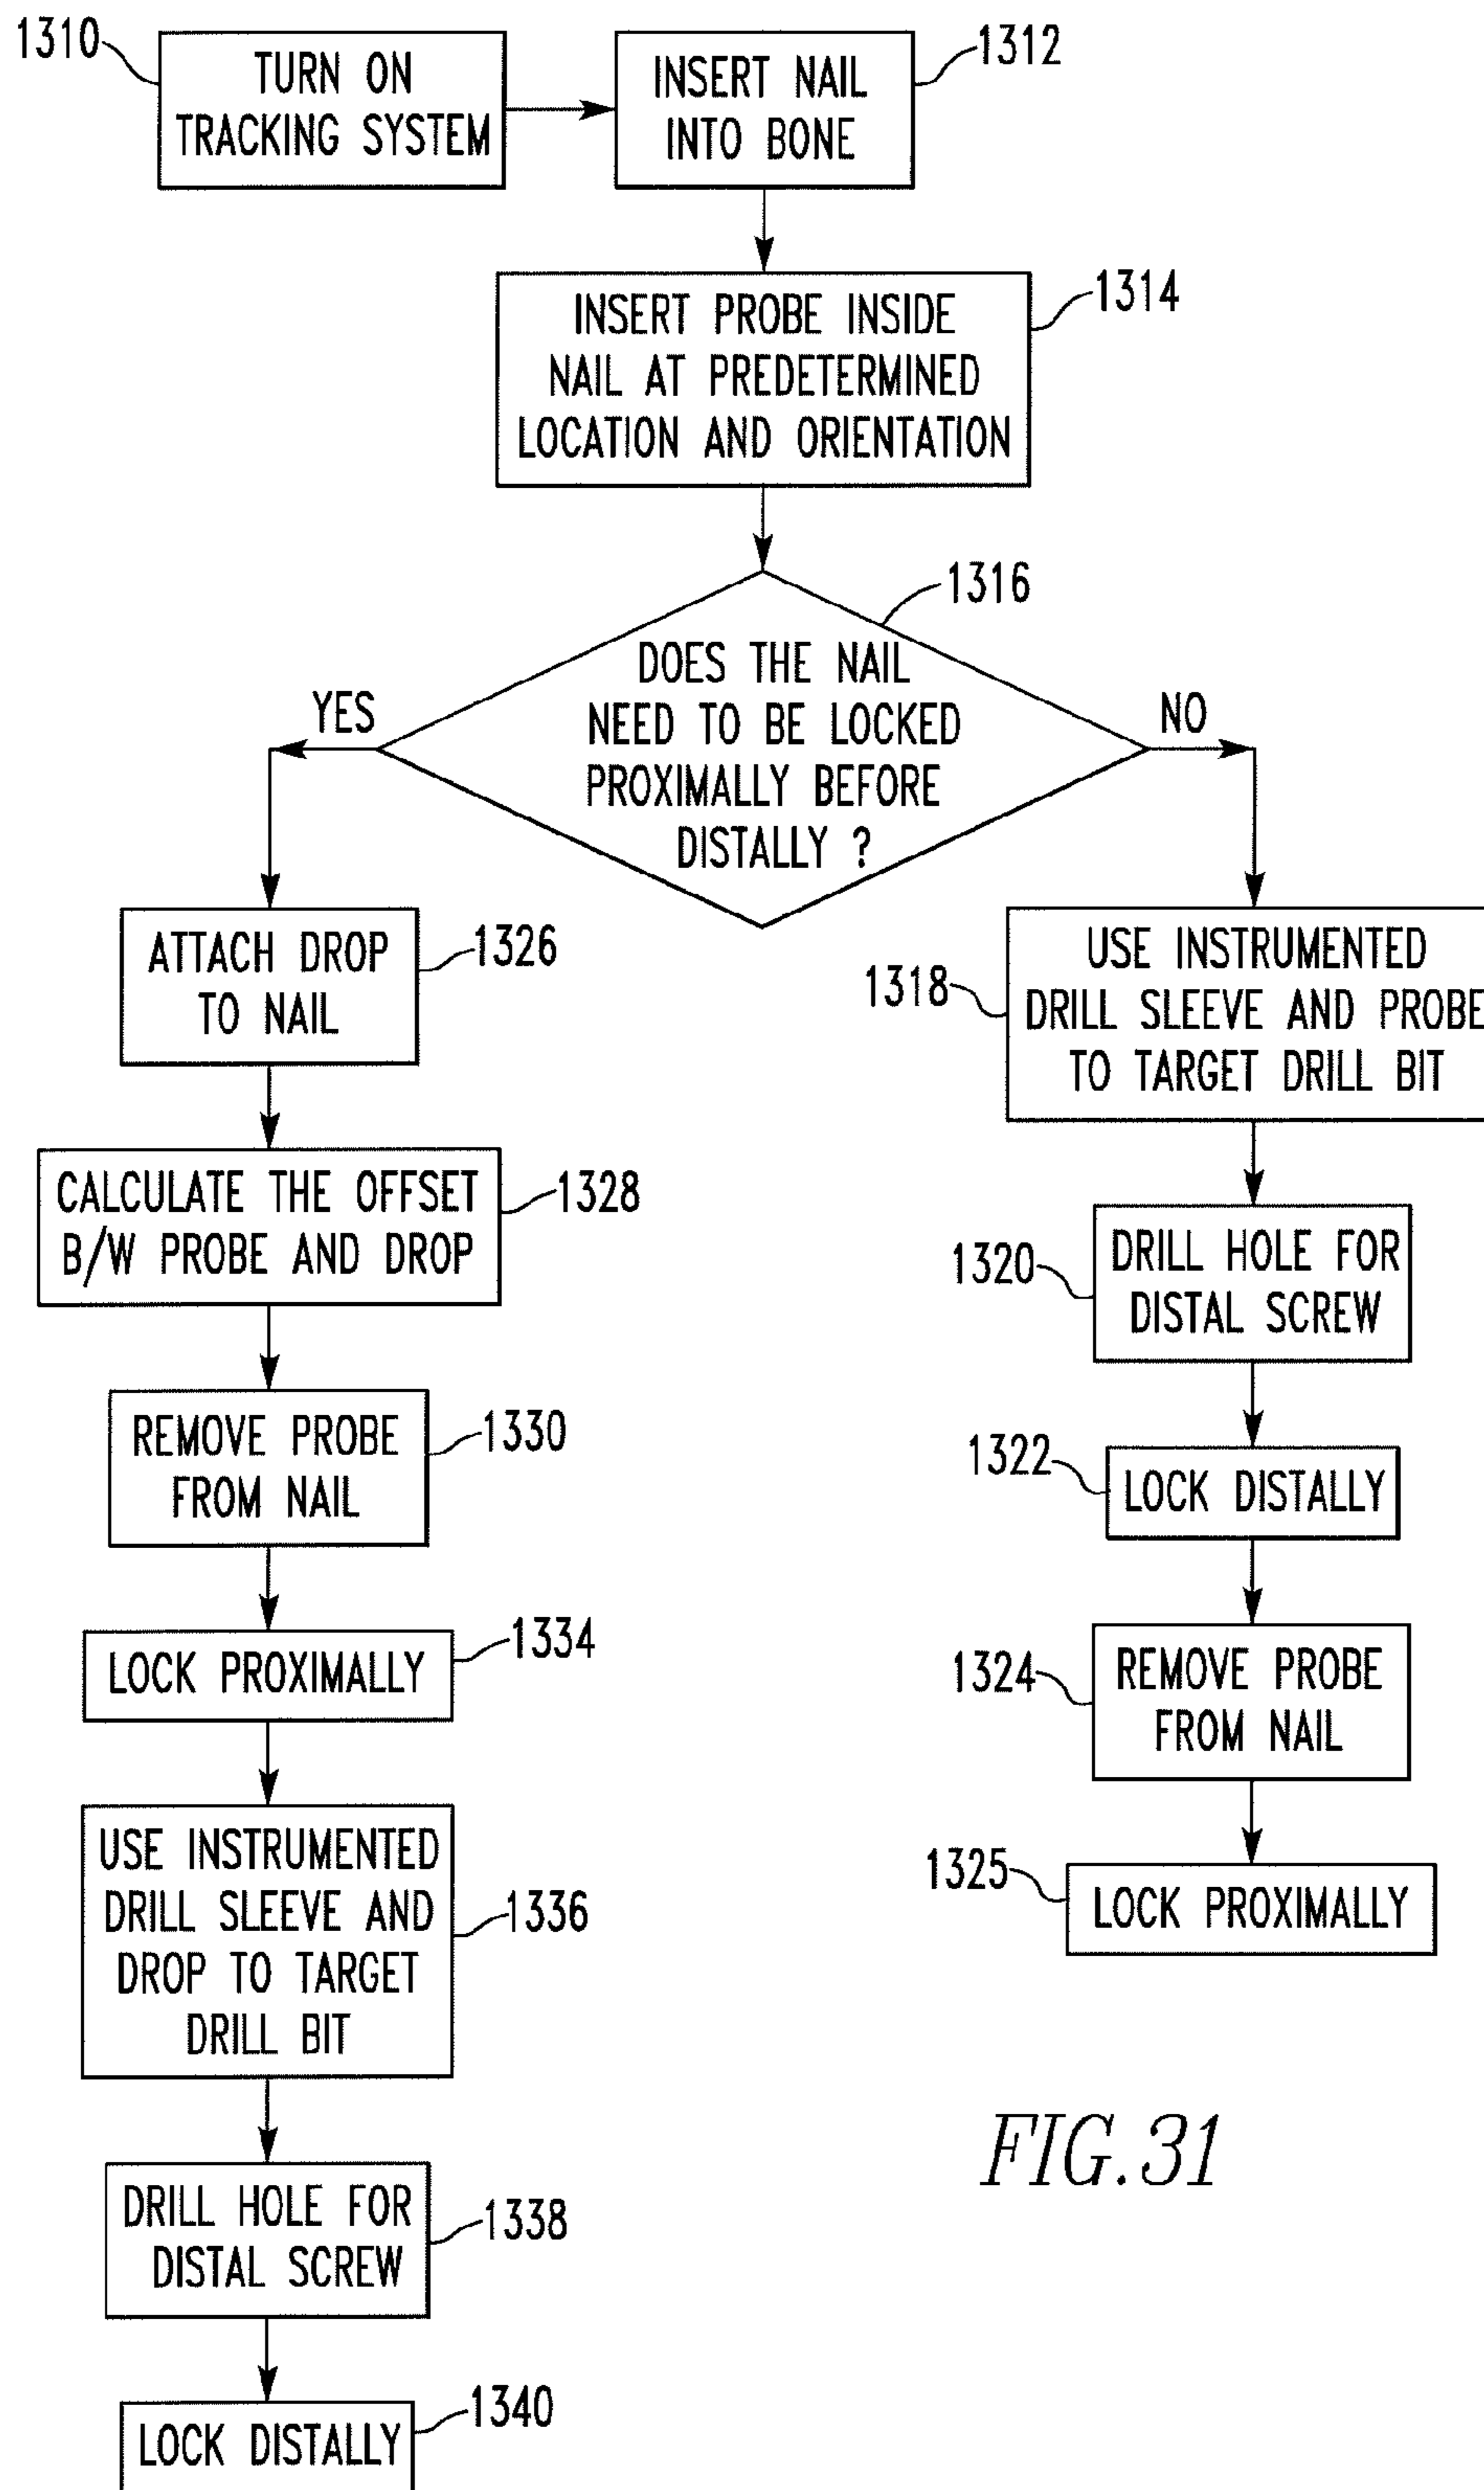 1310
TURN ON
TRACKING SYSTEM
1312
INSERT NAIL
INTO BONE
1314
INSERT PROBE INSIDE
NAIL AT PREDETERMINED
LOCATION AND ORIENTATION
1316
DOES THE NAIL
NEED TO BE LOCKED
PROXIMALLY BEFORE
DISTALLY ?
YES
NO
1326
ATTACH DROP
TO NAIL
1328
CALCULATE THE OFFSET
B/W PROBE AND DROP
1330
REMOVE PROBE
FROM NAIL
1334
LOCK PROXIMALLY
1336
USE INSTRUMENTED
DRILL SLEEVE AND
DROP TO TARGET
DRILL BIT
1338
DRILL HOLE FOR
DISTAL SCREW
1340
LOCK DISTALLY
1318
USE INSTRUMENTED
DRILL SLEEVE AND PROBE
TO TARGET DRILL BIT
1320
DRILL HOLE FOR
DISTAL SCREW
1322
LOCK DISTALLY
1324
REMOVE PROBE
FROM NAIL
1325
LOCK PROXIMALLY
FIG.31